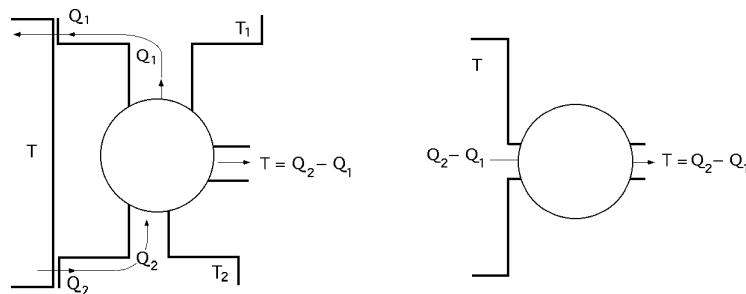 Q₁
T₁
Q₁
T
T = Q₂ – Q₁
Q₂
T₂
Q₂
T
Q₂ – Q₁
T = Q₂ – Q₁